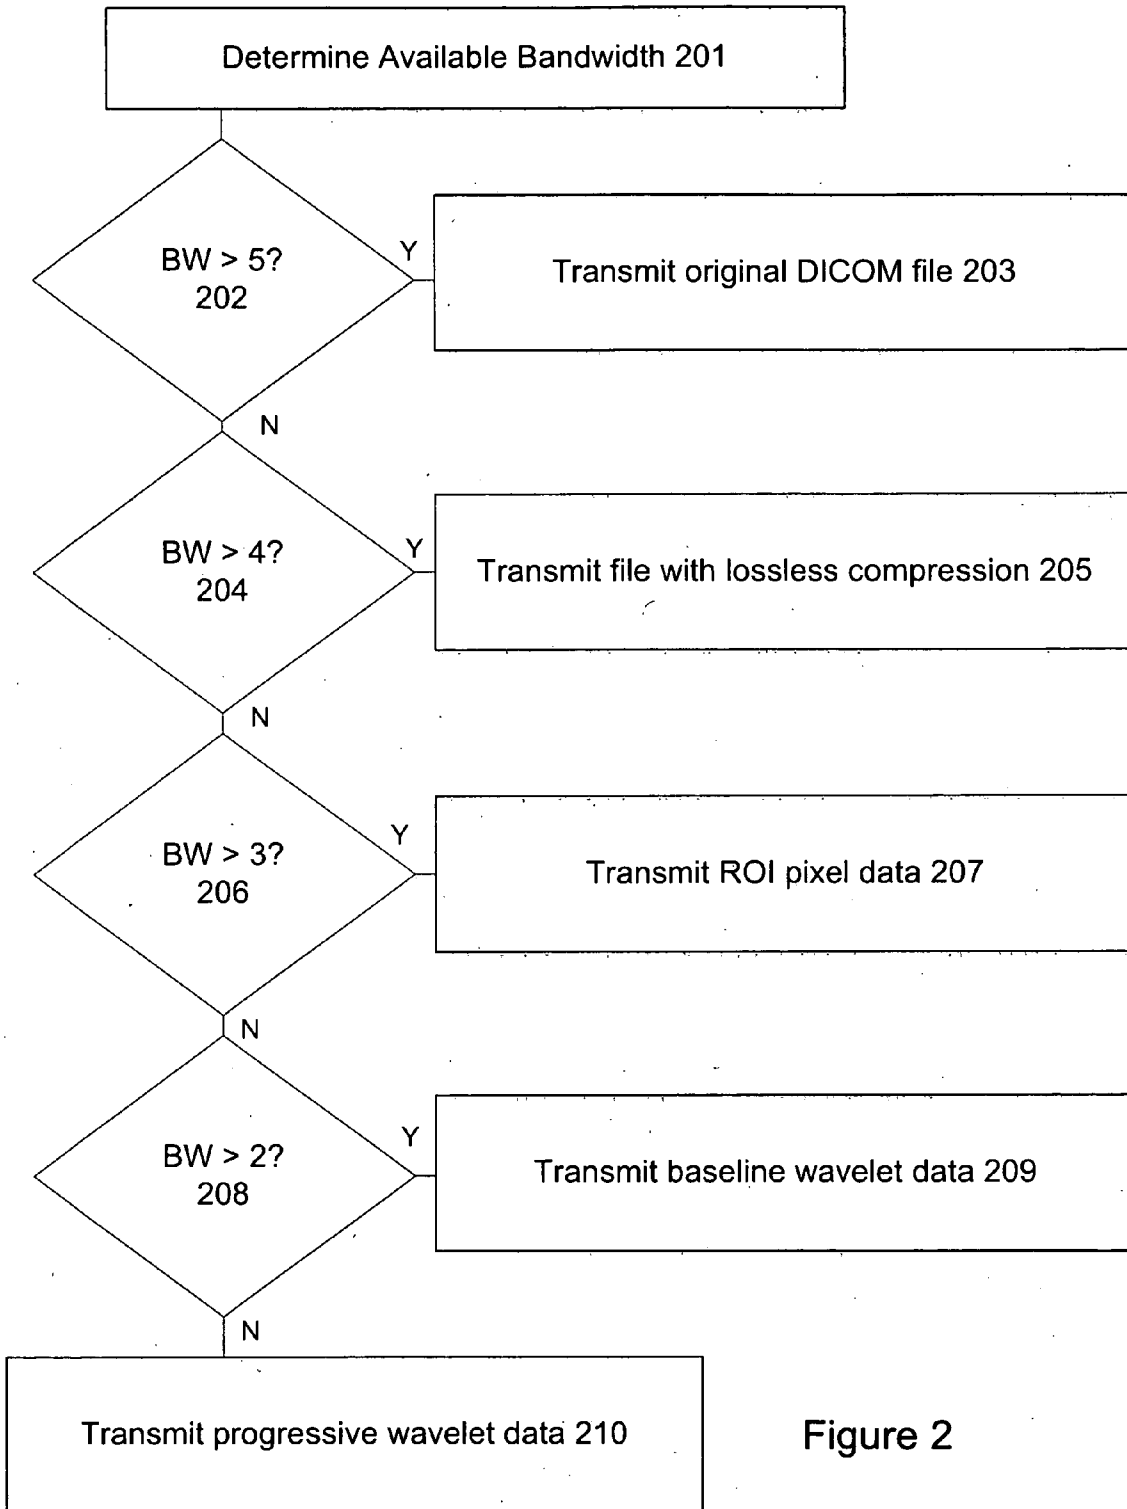 Determine Available Bandwidth 201
BW > 5?
202
Y
Transmit original DICOM file 203
N
BW > 4?
204
Y
Transmit file with lossless compression 205
N
BW > 3?
206
Y
Transmit ROI pixel data 207
N
BW > 2?
208
Y
Transmit baseline wavelet data 209
N
Transmit progressive wavelet data 210
Figure 2